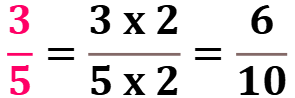 3/5 = 3 x 2/5 x 2 = 6/10